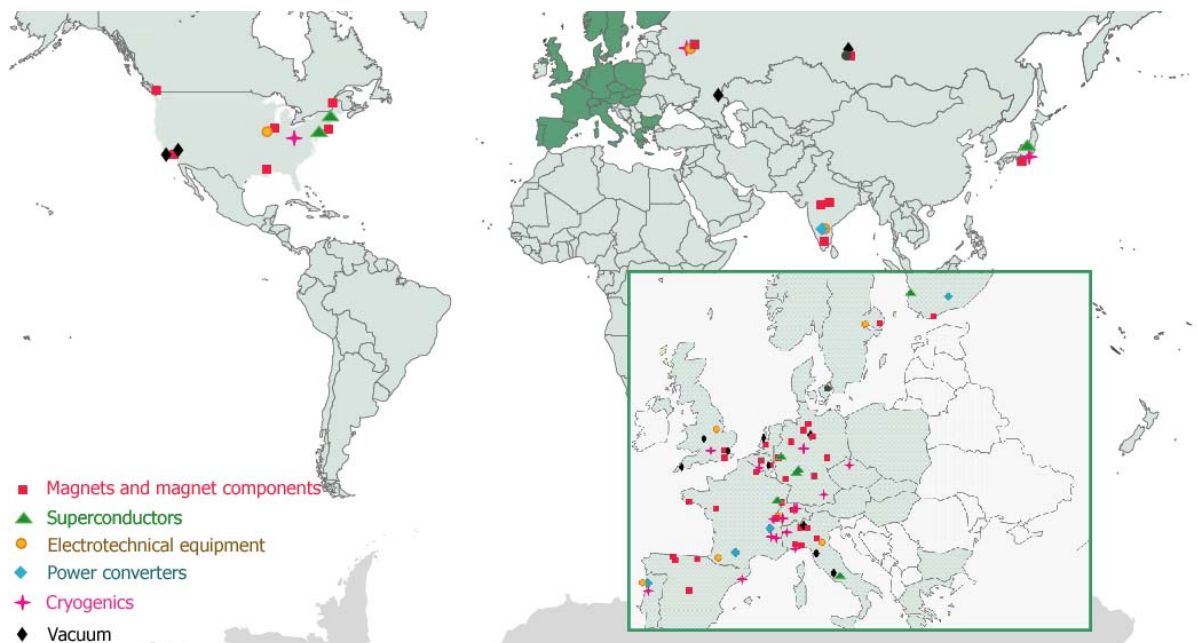 Magnets and magnet components
Superconductors
Electrotechnical equipment
Power converters
Cryogenics
Vacuum